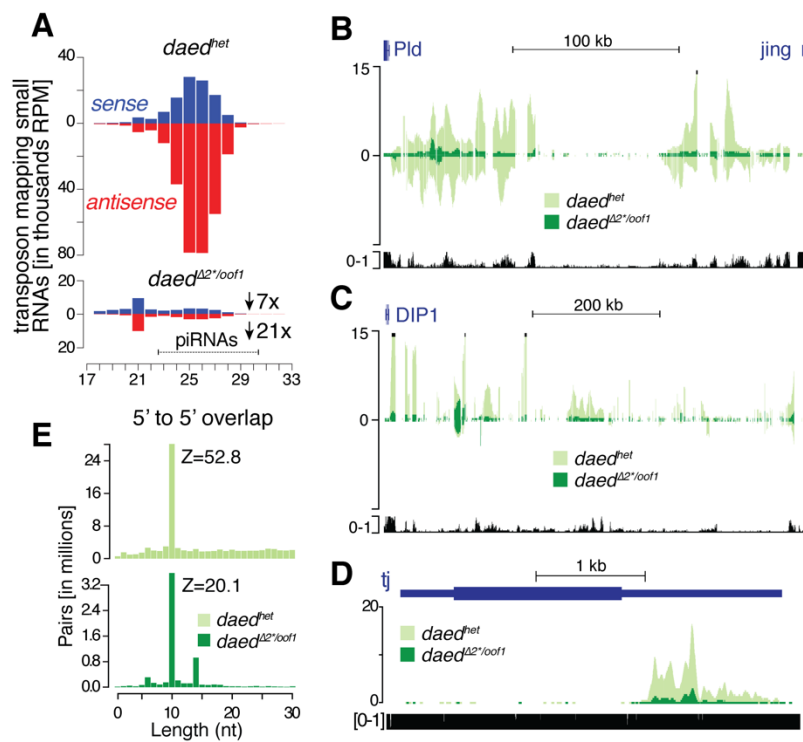 A
daed^het
transposon mapping small
RNAs [in thousands RPM]
40
0
40
80
sense
antisense
daed^Δ2*/oof1
20
0
20
7x
21x
piRNAs
17 21 25 29 33
B
Pld
100 kb
jing
15
0
daed^het
daed^Δ2*/oof1
0-1
C
DIP1
200 kb
15
0
daed^het
daed^Δ2*/oof1
0-1
D
tj
1 kb
20
0
daed^het
daed^Δ2*/oof1
[0-1]
E
5' to 5' overlap
Pairs [in millions]
28
20
12
4
0
Z=52.8
3.2
1.6
0.8
0.0
Z=20.1
daed^het
daed^Δ2*/oof1
0 10 20 30
Length (nt)